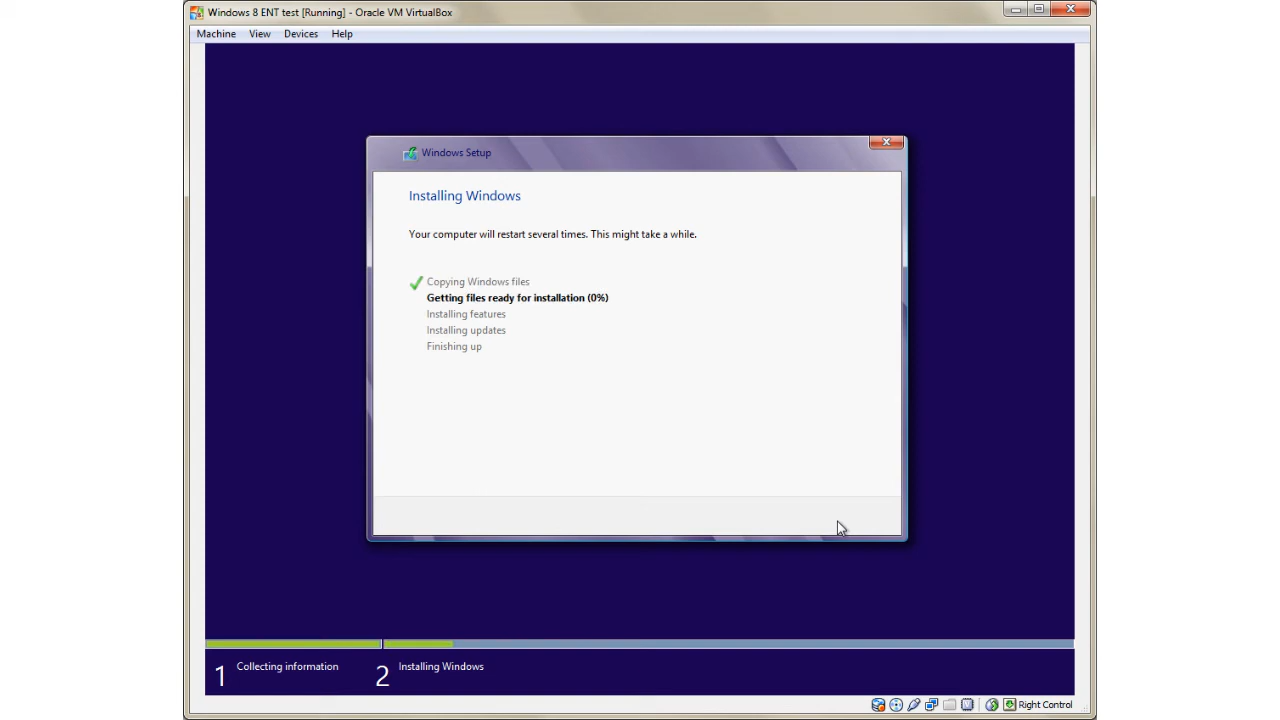 Windows 8 ENT test [Running] - Oracle VM VirtualBox
Machine View Devices Help
Windows Setup
Installing Windows
Your computer will restart several times. This might take a while.
Copying Windows files
Getting files ready for installation (0%)
Installing features
Installing updates
Finishing up
1 Collecting information 2 Installing Windows
Right Control